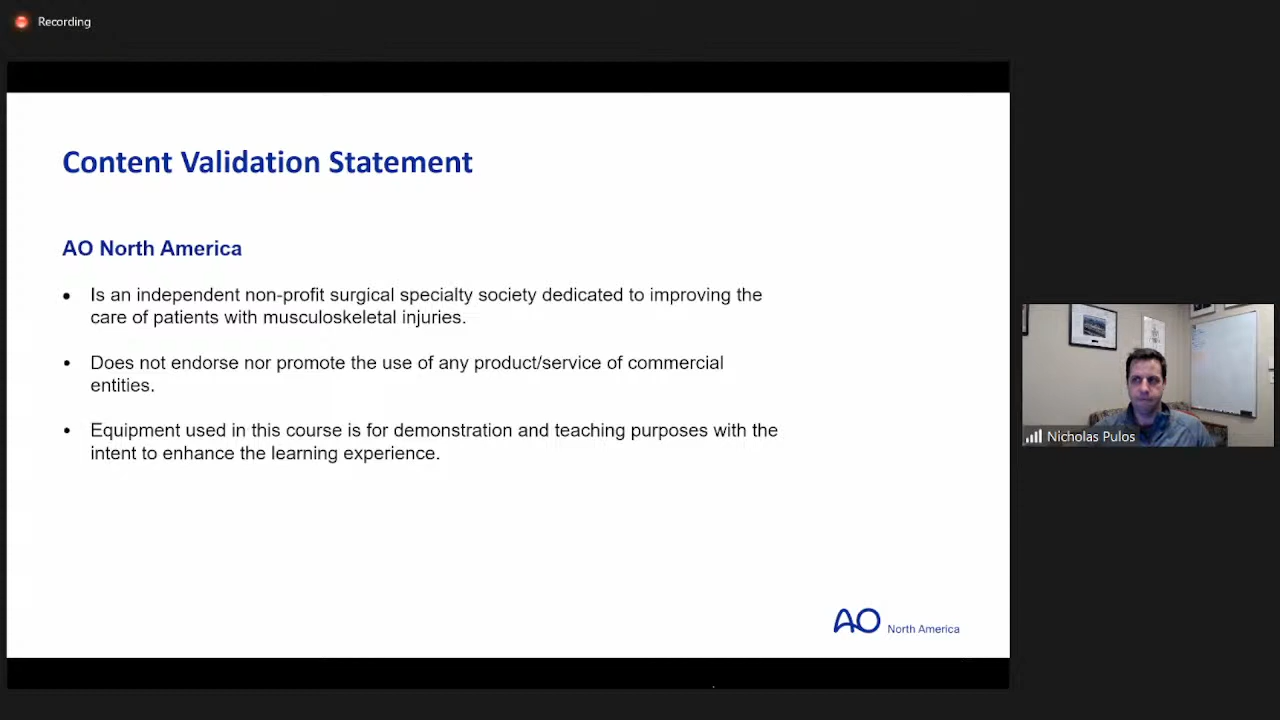 Recording
Content Validation Statement
AO North America
• Is an independent non-profit surgical specialty society dedicated to improving the
care of patients with musculoskeletal injuries.
• Does not endorse nor promote the use of any product/service of commercial
entities.
• Equipment used in this course is for demonstration and teaching purposes with the
intent to enhance the learning experience.
AO North America
Nicholas Pulos